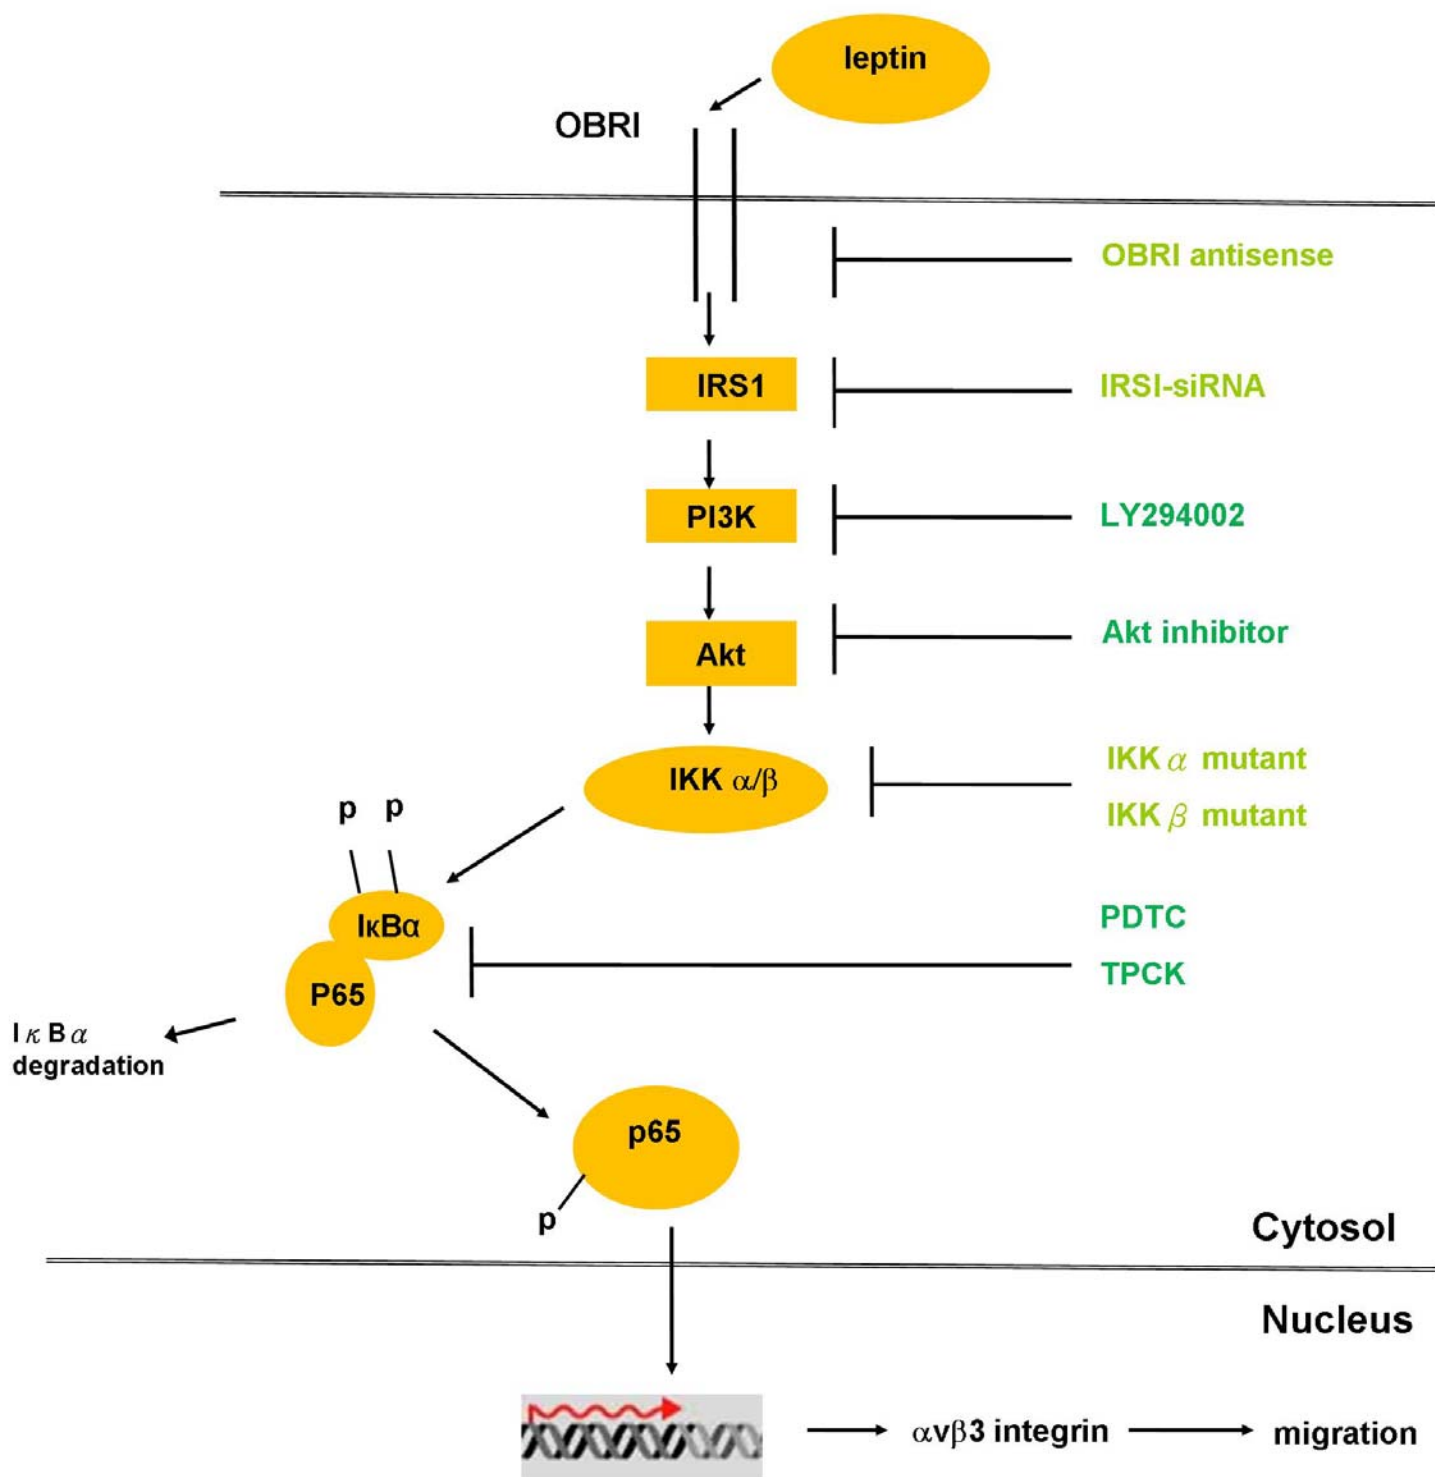 leptin
OBRI
OBRI antisense
IRS1
IRSI-siRNA
PI3K
LY294002
Akt inhibitor
Akt
IKK α/β
IKK α mutant
IKK β mutant
p p
IκBα
PDTC
P65
TPCK
I κ B α
degradation
p65
p
Cytosol
Nucleus
αvβ3 integrin
migration